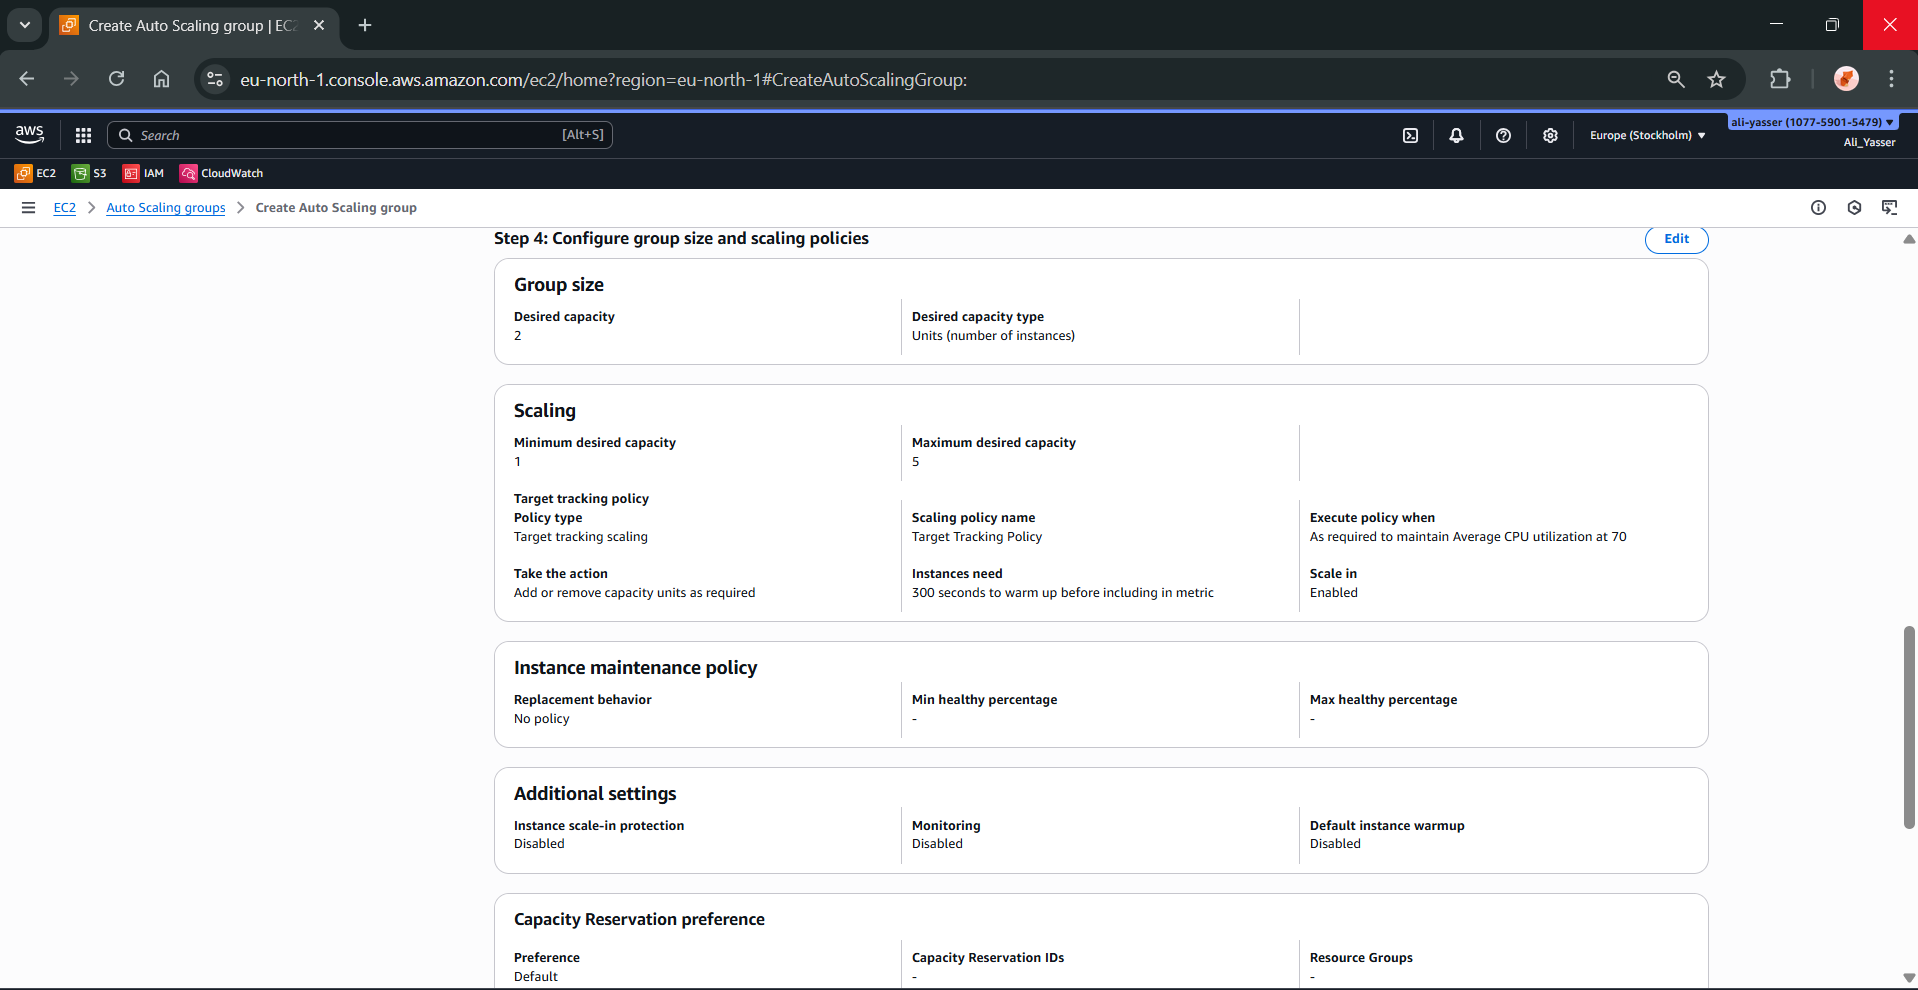 Create Auto Scaling group | EC2
eu-north-1.console.aws.amazon.com/ec2/home?region=eu-north-1#CreateAutoScalingGroup:
aws
Search
[Alt+S]
Europe (Stockholm)
ali-yasser (1077-5901-5479)
Ali_Yasser
EC2 S3 IAM CloudWatch
EC2 > Auto Scaling groups > Create Auto Scaling group
Step 4: Configure group size and scaling policies
Edit
Group size
Desired capacity
2
Desired capacity type
Units (number of instances)
Scaling
Minimum desired capacity
1
Maximum desired capacity
5
Target tracking policy
Policy type
Target tracking scaling
Scaling policy name
Target Tracking Policy
Execute policy when
As required to maintain Average CPU utilization at 70
Take the action
Add or remove capacity units as required
Instances need
300 seconds to warm up before including in metric
Scale in
Enabled
Instance maintenance policy
Replacement behavior
No policy
Min healthy percentage
-
Max healthy percentage
-
Additional settings
Instance scale-in protection
Disabled
Monitoring
Disabled
Default instance warmup
Disabled
Capacity Reservation preference
Preference
Default
Capacity Reservation IDs
-
Resource Groups
-